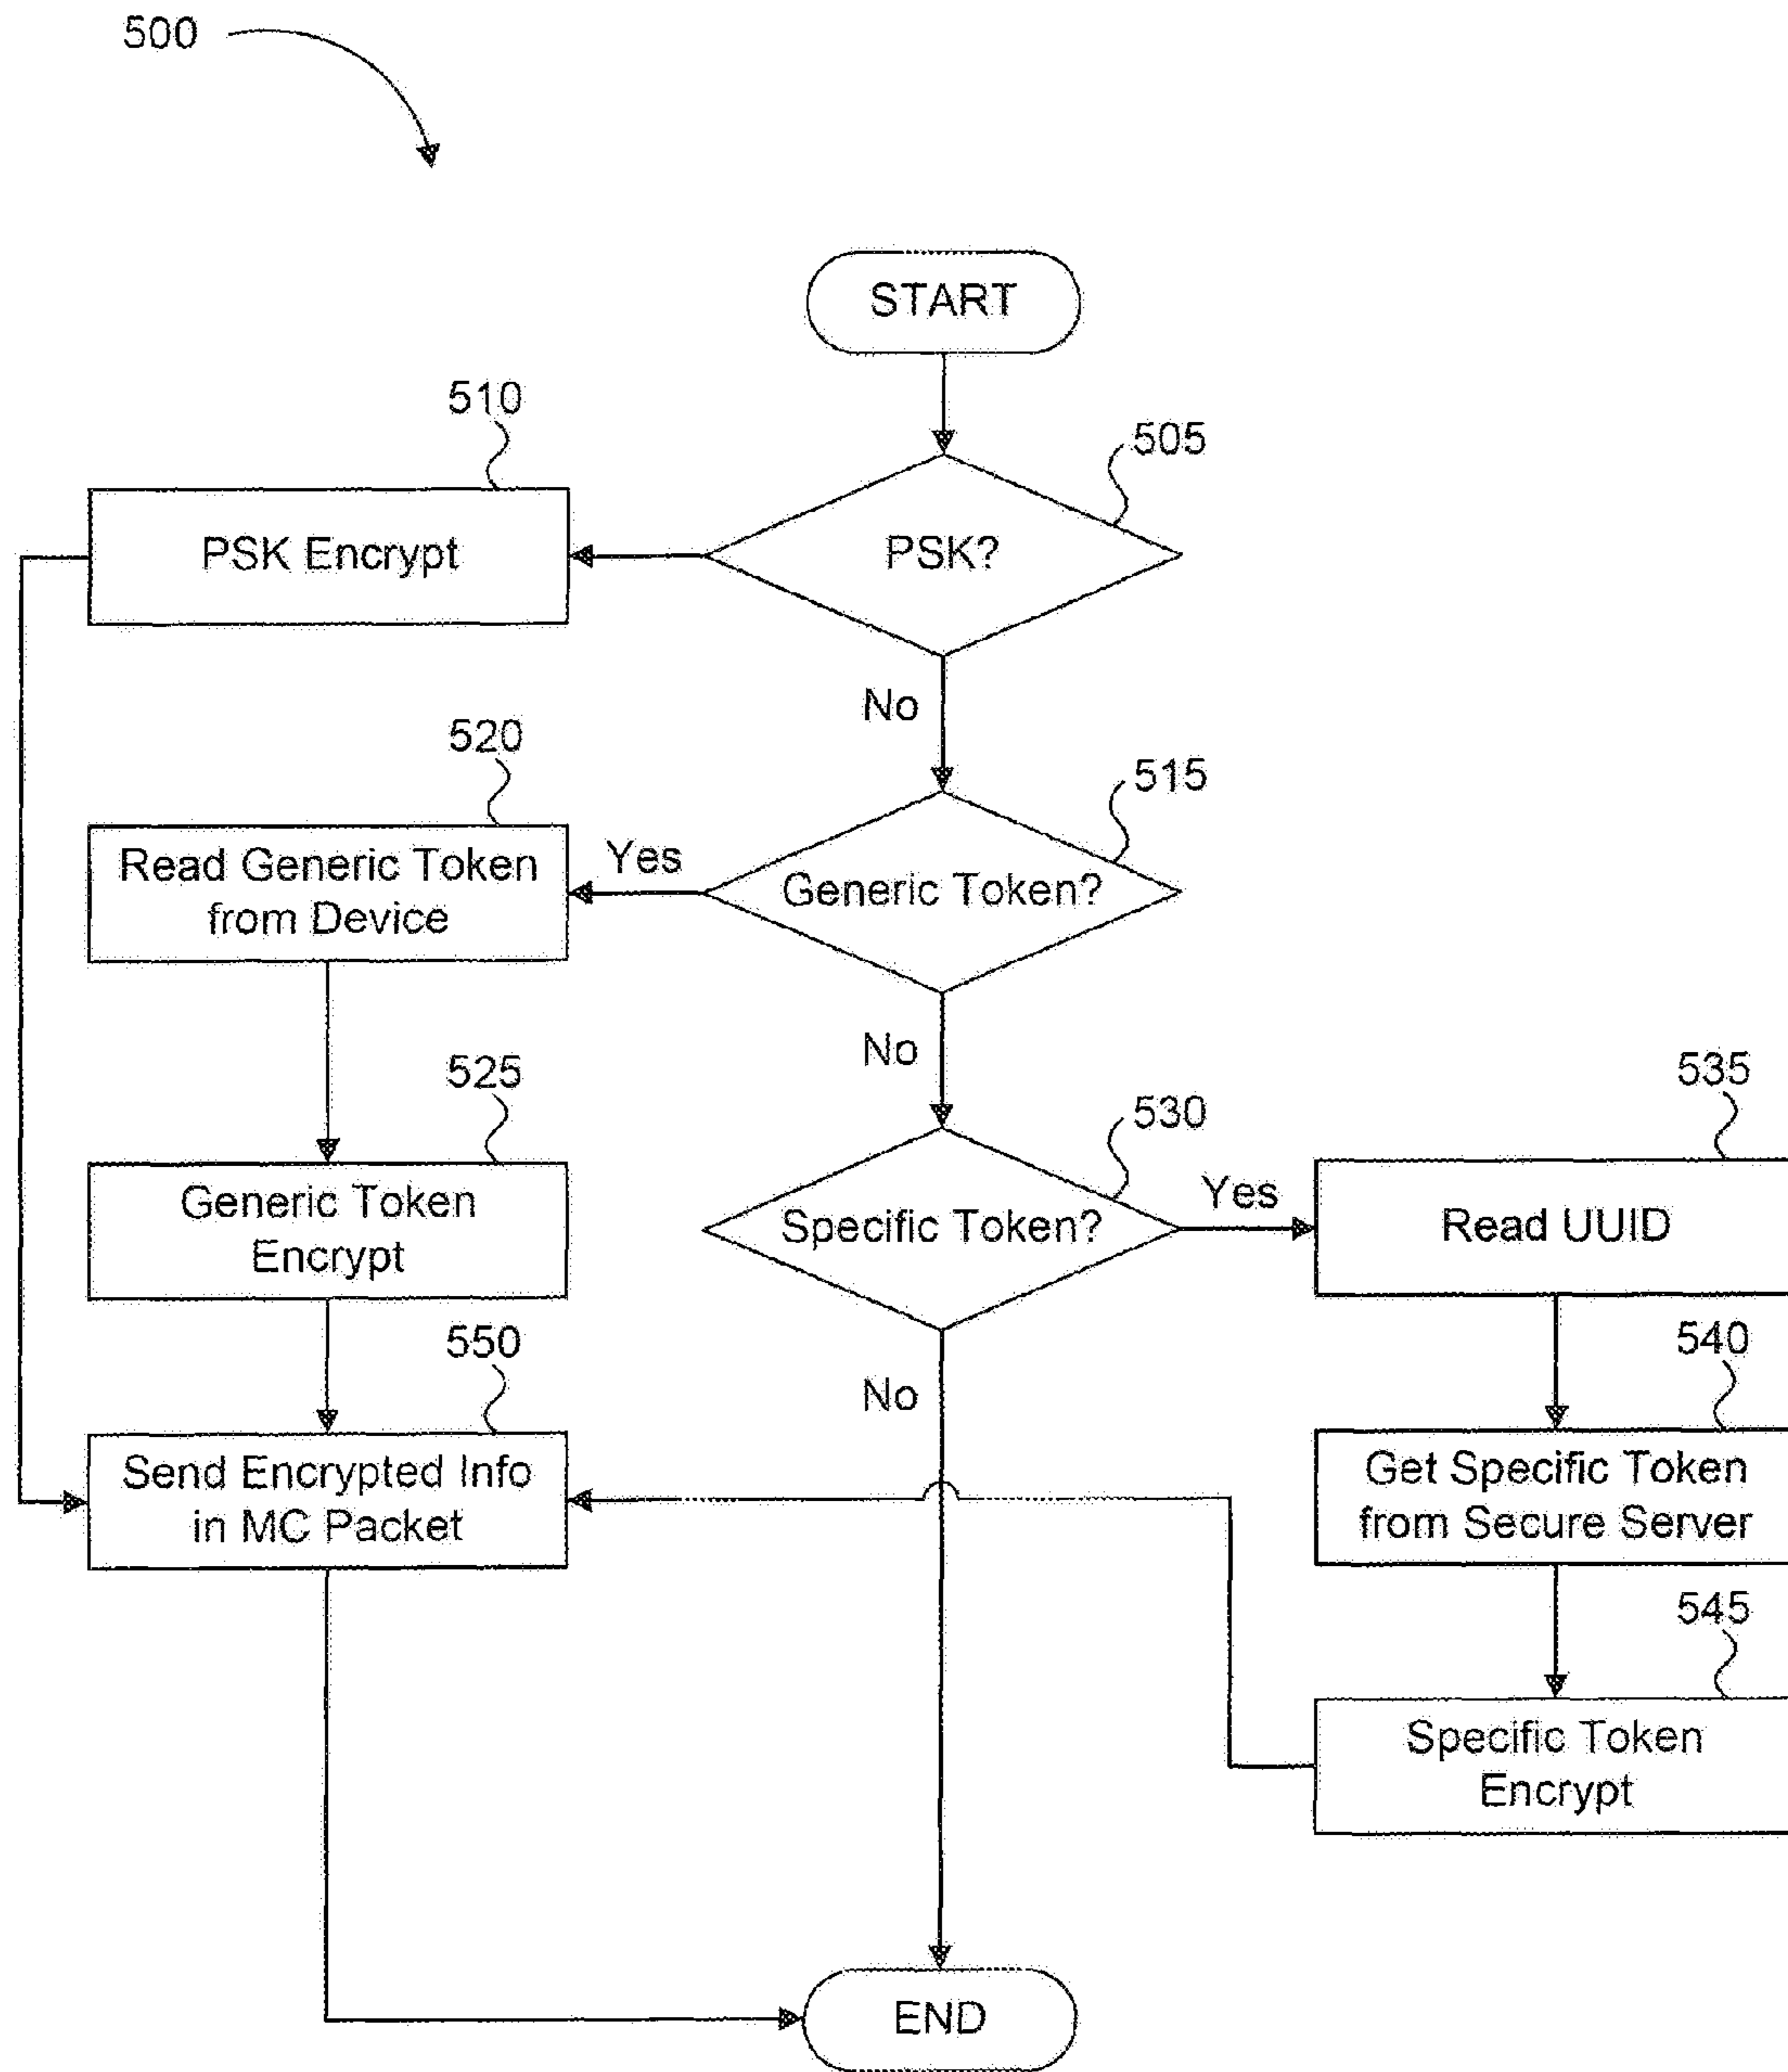 500
START
510
505
PSK Encrypt
PSK?
No
520
515
Read Generic Token
from Device
Yes
Generic Token?
No
525
530
535
Generic Token
Encrypt
Specific Token?
Yes
Read UUID
550
No
540
Send Encrypted Info
in MC Packet
Get Specific Token
from Secure Server
545
Specific Token
Encrypt
END